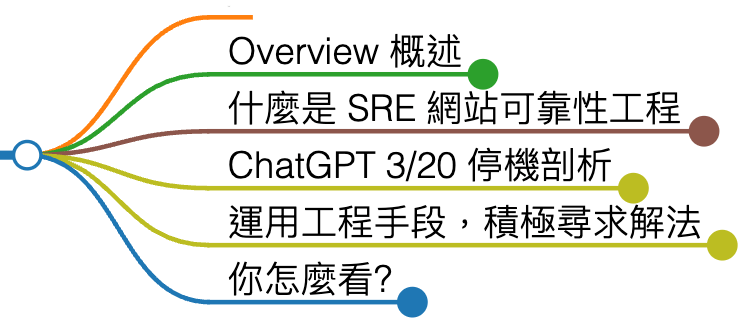 Overview 概述
什麼是 SRE 網站可靠性工程
ChatGPT 3/20 停機剖析
運用工程手段，積極尋求解法
你怎麼看?